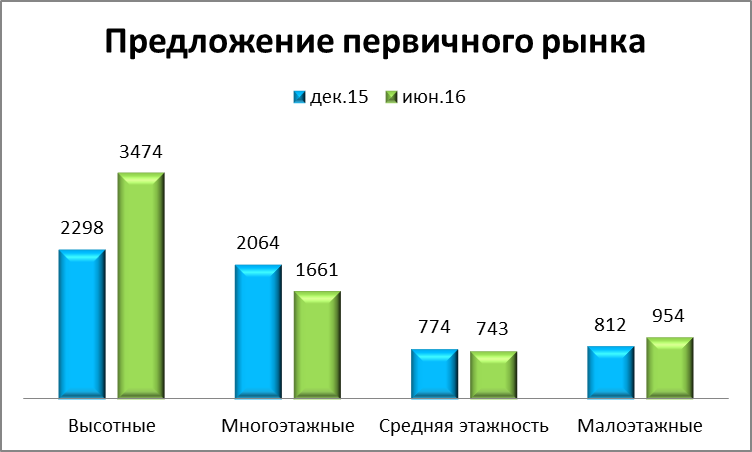 Предложение первичного рынка
дек.15 июн.16
3474
2298
2064
1661
774 743
812 954
Высотные Многоэтажные Средняя этажность Малоэтажные